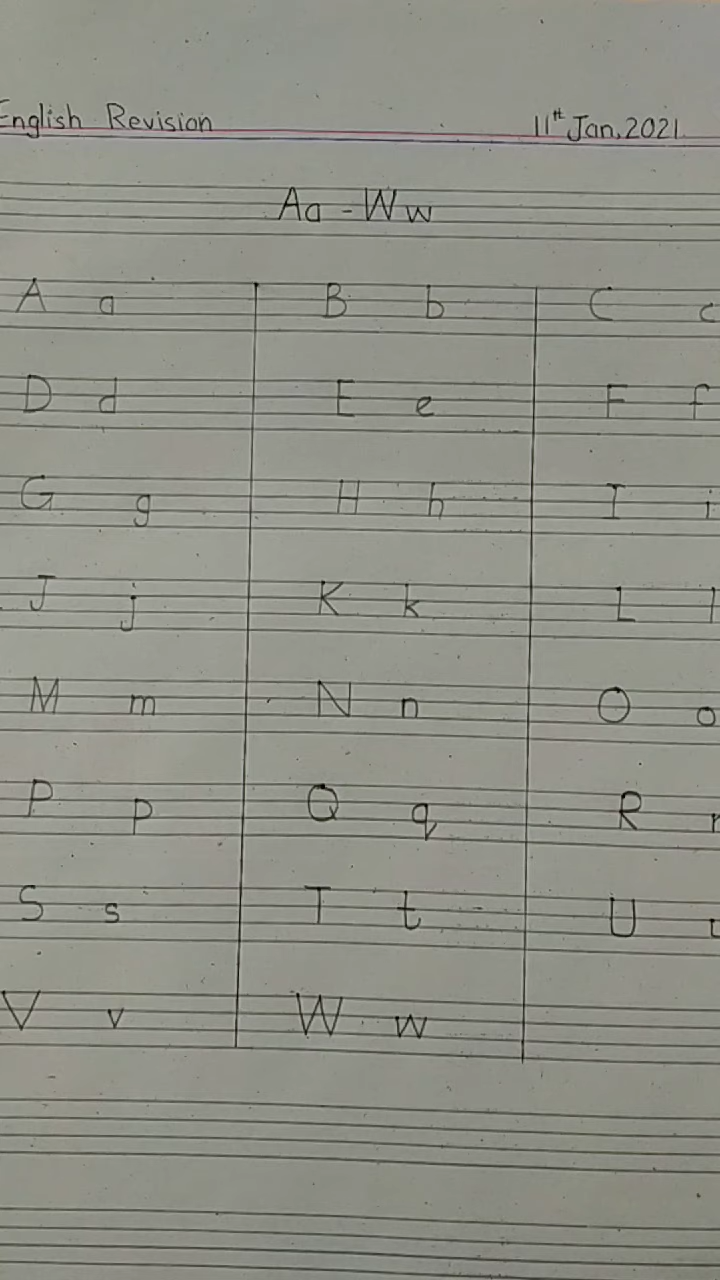 English Revision 11th Jan, 2021
Aa - Ww
A a B b C c
D d E e F f
G g H h I i
J j K k L l
M m N n O o
P p Q q R r
S s T t U u
V v W w